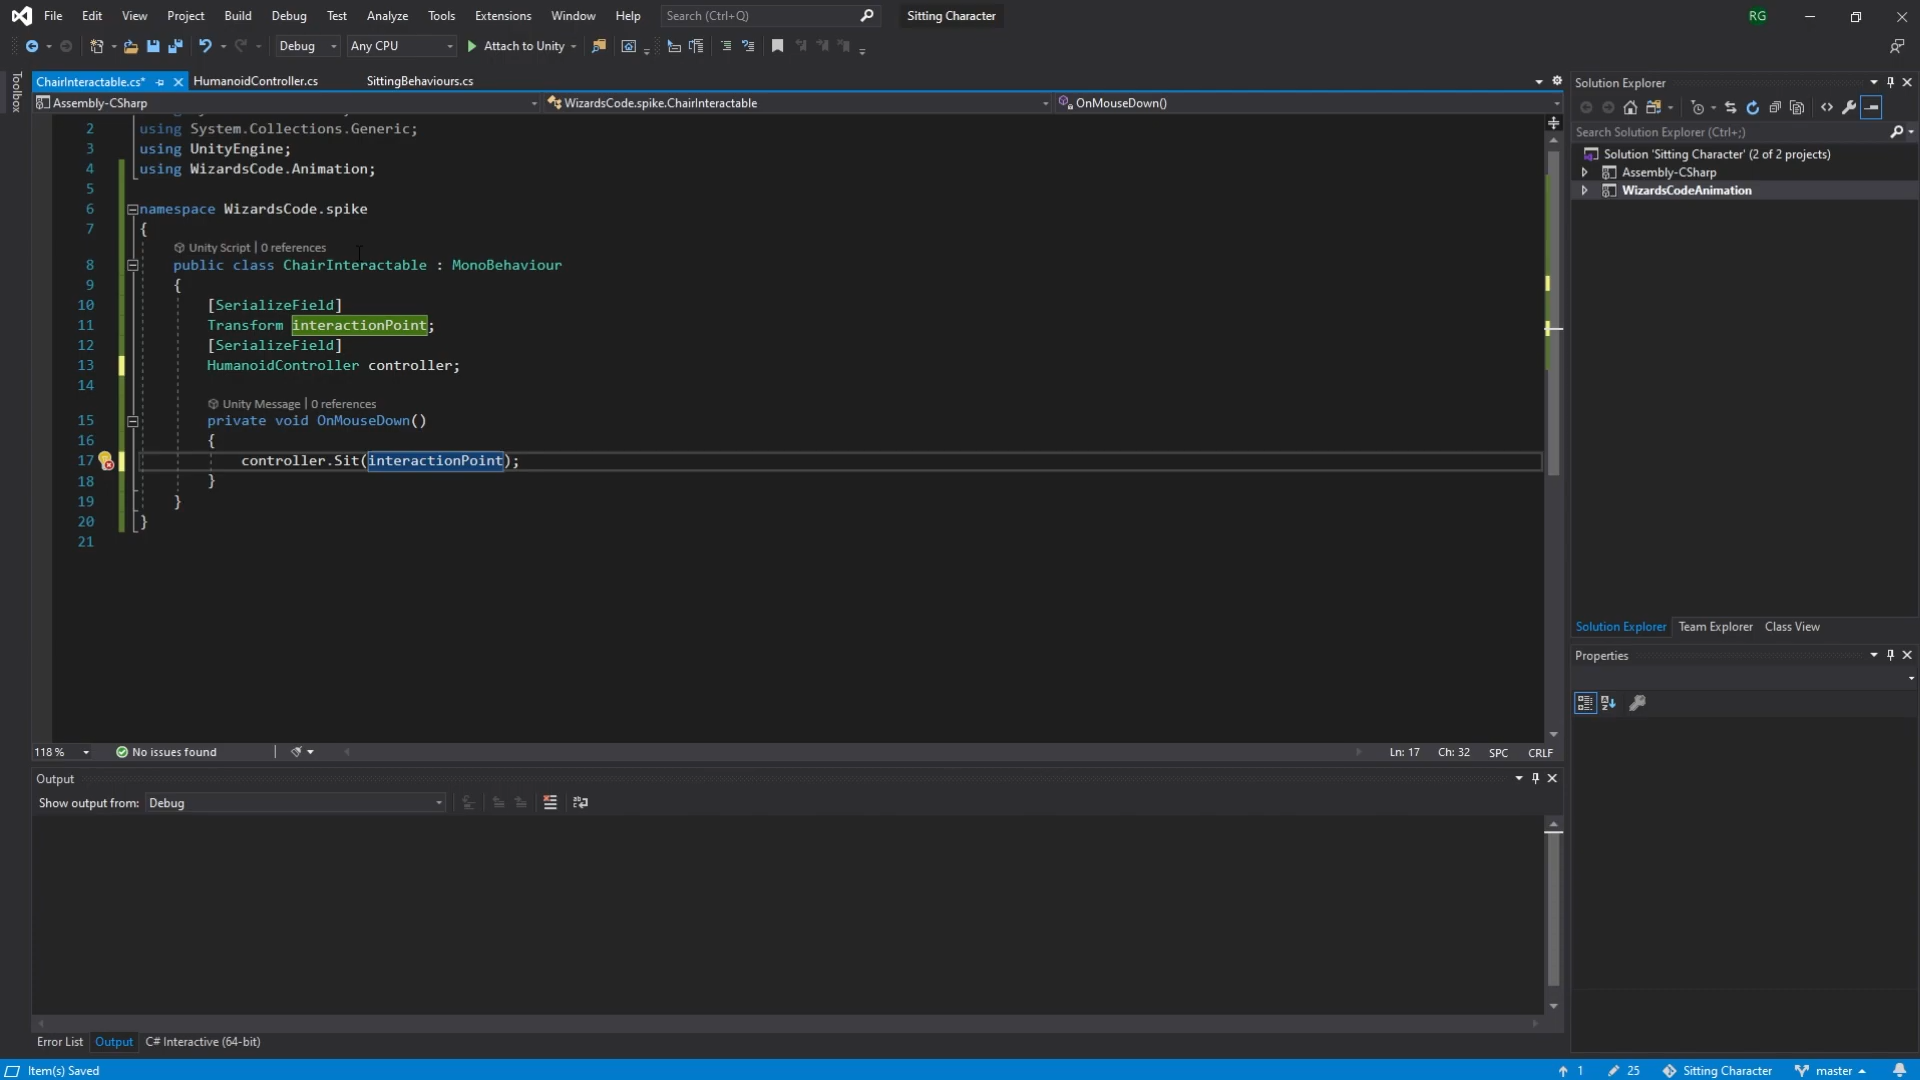 File Edit View Project Build Debug Test Analyze Tools Extensions Window Help Search (Ctrl+Q) Sitting Character RG
Debug Any CPU Attach to Unity
Toolbox
ChairInteractable.cs* HumanoidController.cs SittingBehaviours.cs
Assembly-CSharp WizardsCode.spike.ChairInteractable OnMouseDown()
2 using System.Collections.Generic;
3 using UnityEngine;
4 using WizardsCode.Animation;
5
6 namespace WizardsCode.spike
7 {
Unity Script | 0 references
8 public class ChairInteractable : MonoBehaviour
9 {
10 [SerializeField]
11 Transform interactionPoint;
12 [SerializeField]
13 HumanoidController controller;
14
Unity Message | 0 references
15 private void OnMouseDown()
16 {
17 controller.Sit(interactionPoint);
18 }
19 }
20 }
21
118 % No issues found Ln: 17 Ch: 32 SPC CRLF
Output
Show output from: Debug
Error List Output C# Interactive (64-bit)
Solution Explorer
Search Solution Explorer (Ctrl+;)
Solution 'Sitting Character' (2 of 2 projects)
Assembly-CSharp
WizardsCodeAnimation
Solution Explorer Team Explorer Class View
Properties
Item(s) Saved 1 25 Sitting Character master